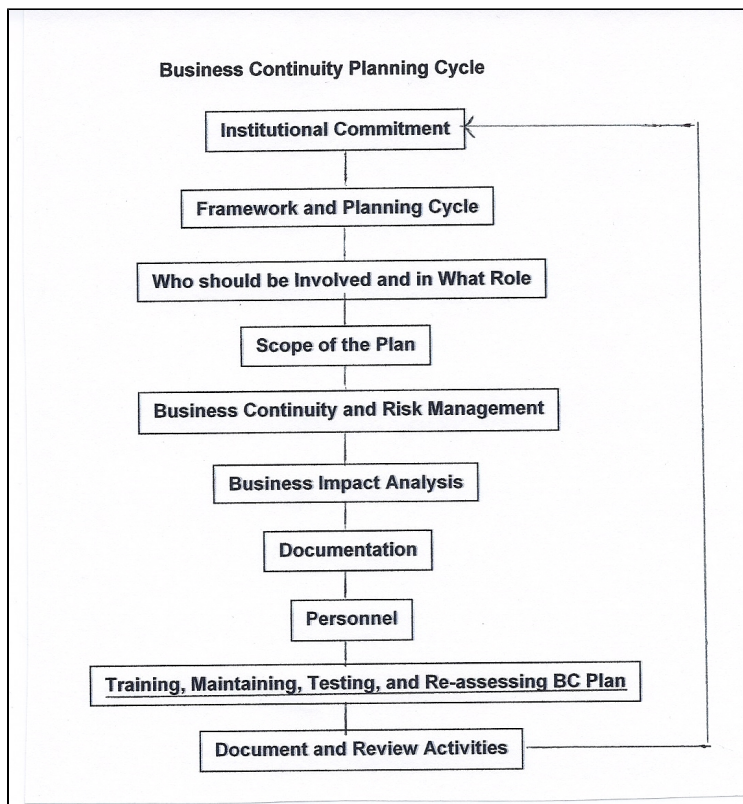 Business Continuity Planning Cycle
Institutional Commitment
Framework and Planning Cycle
Who should be Involved and in What Role
Scope of the Plan
Business Continuity and Risk Management
Business Impact Analysis
Documentation
Personnel
Training, Maintaining, Testing, and Re-assessing BC Plan
Document and Review Activities